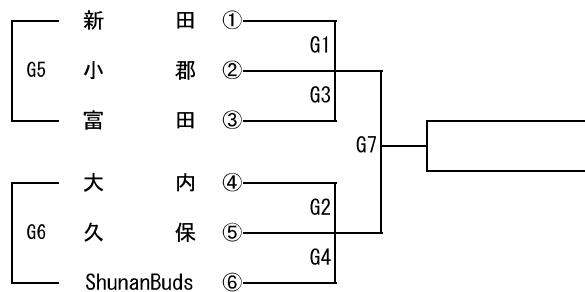 新 田 ①
G1
G5 小 郡 ②
G3
富 田 ③
G7
大 内 ④
G2
G6 久 保 ⑤
G4
ShunanBuds ⑥